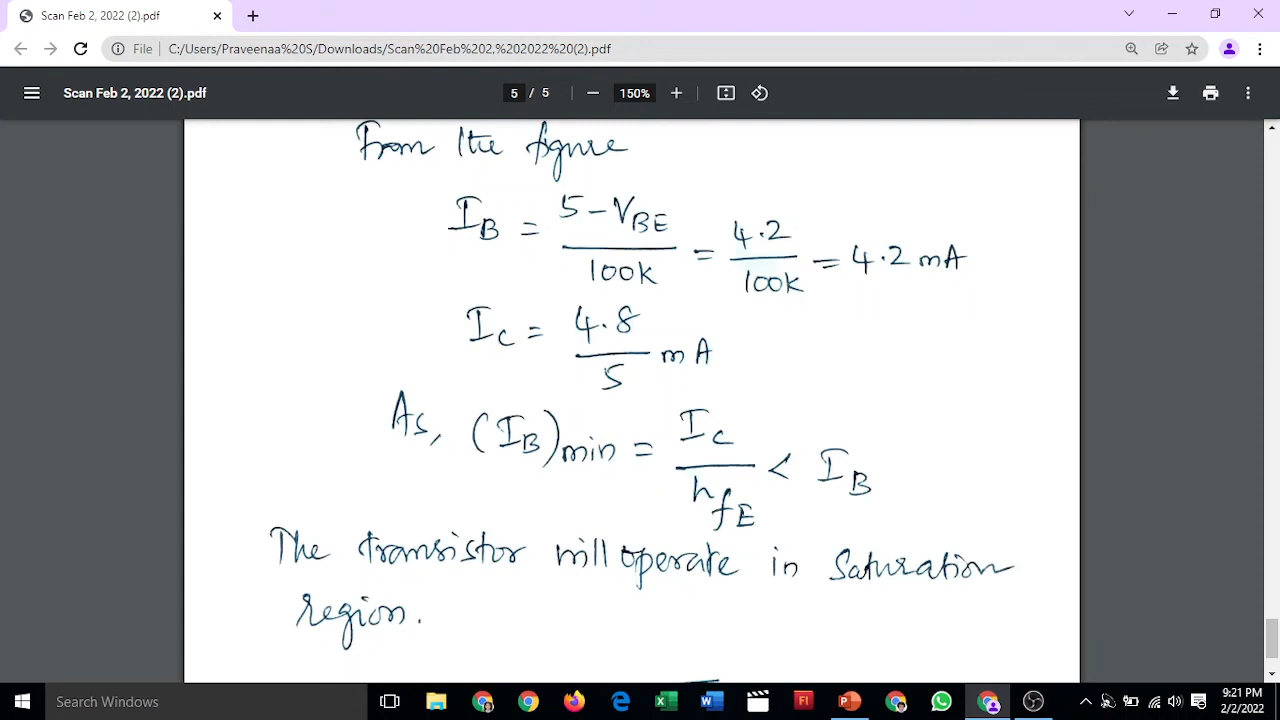 Scan Feb 2, 2022 (2).pdf
File C:/Users/Praveenaa%20S/Downloads/Scan%20Feb%202,%202022%20(2).pdf
Scan Feb 2, 2022 (2).pdf 5 / 5 150%
From the figure
I_B = (5 - V_BE)/100k = 4.2/100k = 4.2 mA
I_C = 4.8/5 mA
As, (I_B)min = I_C/h_fE < I_B
The transistor will operate in Saturation
region.
Search Windows
9:21 PM
2/2/2022